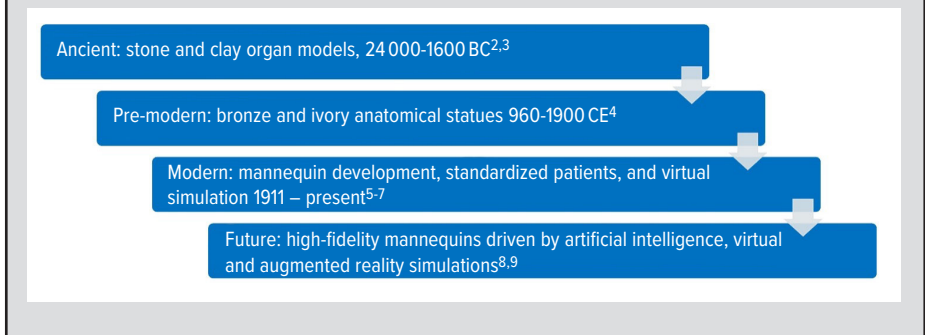 Ancient: stone and clay organ models, 24 000-1600 BC2,3
Pre-modern: bronze and ivory anatomical statues 960-1900 CE4
Modern: mannequin development, standardized patients, and virtual
simulation 1911 – present5-7
Future: high-fidelity mannequins driven by artificial intelligence, virtual
and augmented reality simulations8,9